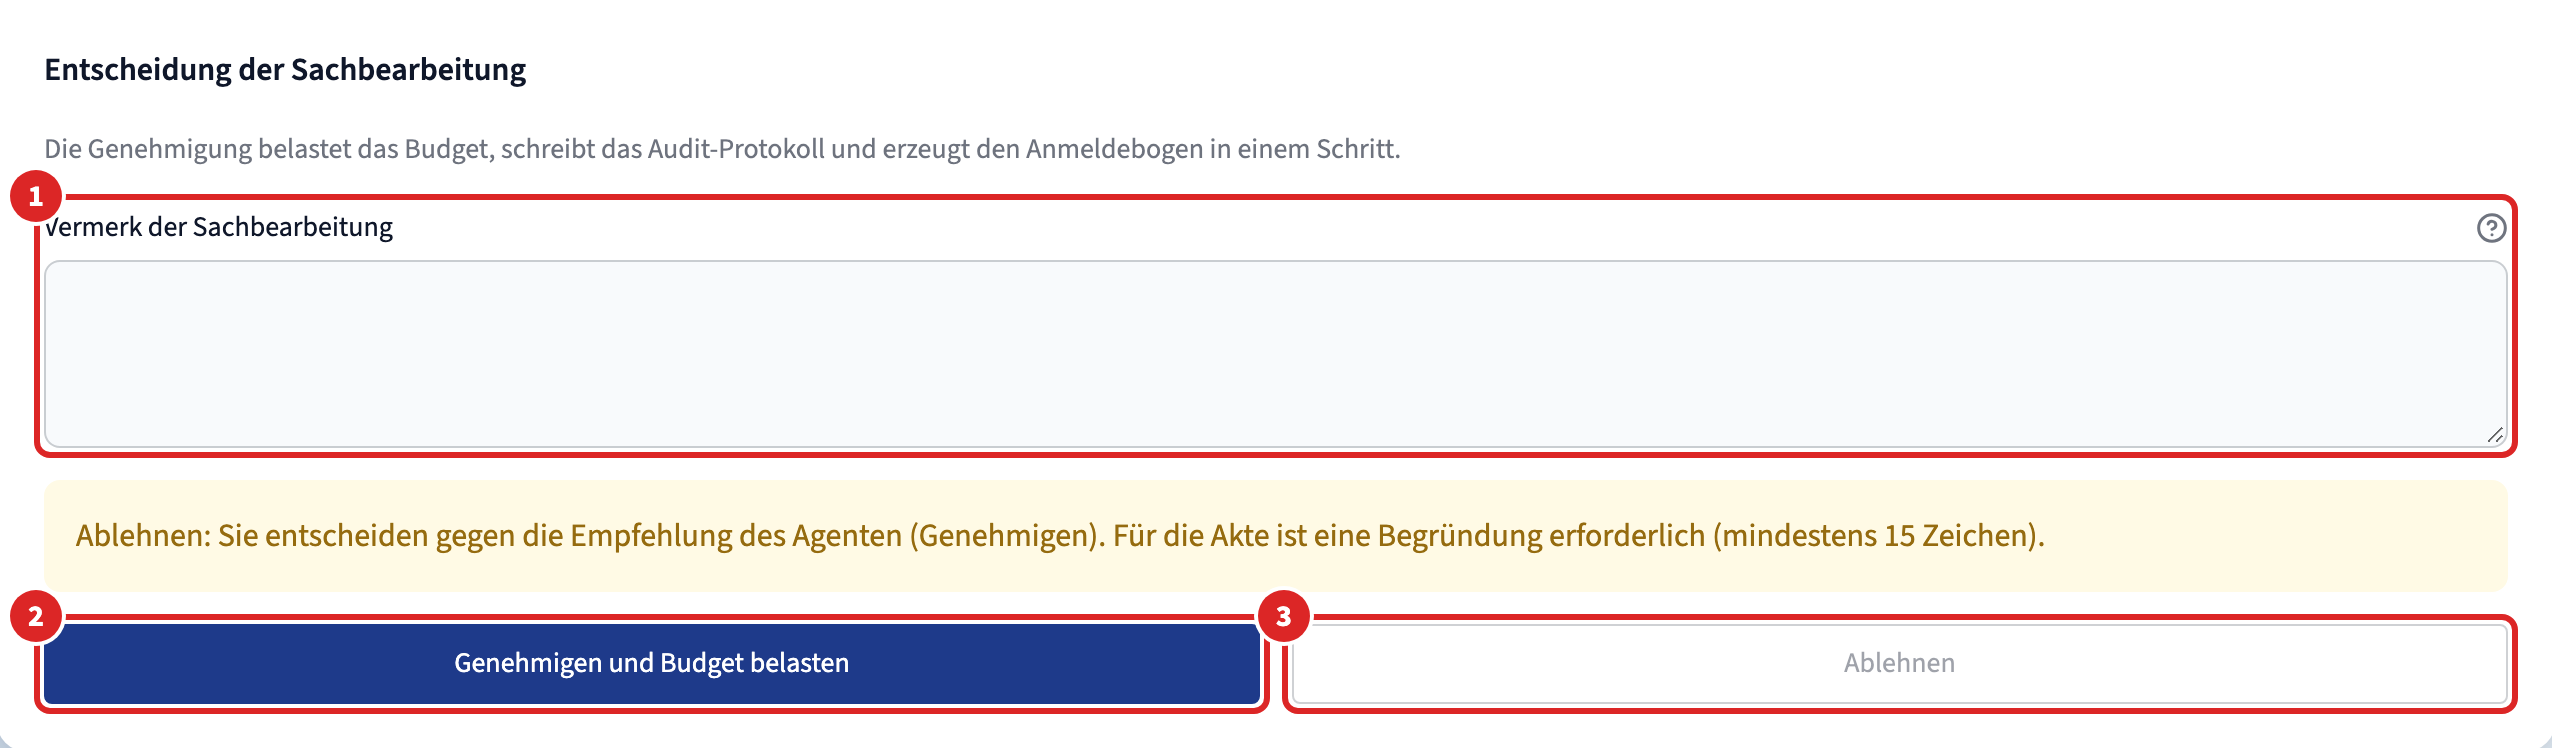 Entscheidung der Sachbearbeitung
Die Genehmigung belastet das Budget, schreibt das Audit-Protokoll und erzeugt den Anmeldebogen in einem Schritt.
1
Vermerk der Sachbearbeitung
?
Ablehnen: Sie entscheiden gegen die Empfehlung des Agenten (Genehmigen). Für die Akte ist eine Begründung erforderlich (mindestens 15 Zeichen).
2
3
Genehmigen und Budget belasten
Ablehnen